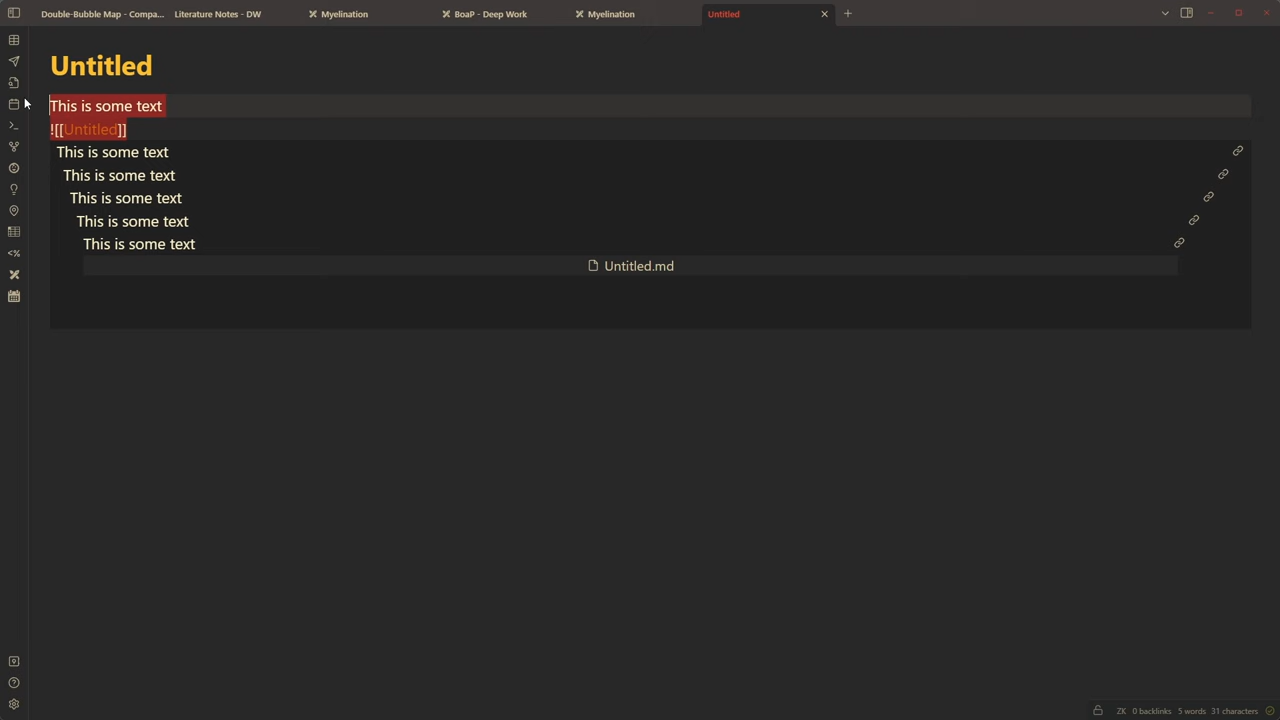 Double-Bubble Map - Compa... Literature Notes - DW Myelination BoaP - Deep Work Myelination Untitled
Untitled
This is some text
![[Untitled]]
This is some text
This is some text
This is some text
This is some text
This is some text
Untitled.md
ZK 0 backlinks 5 words 31 characters